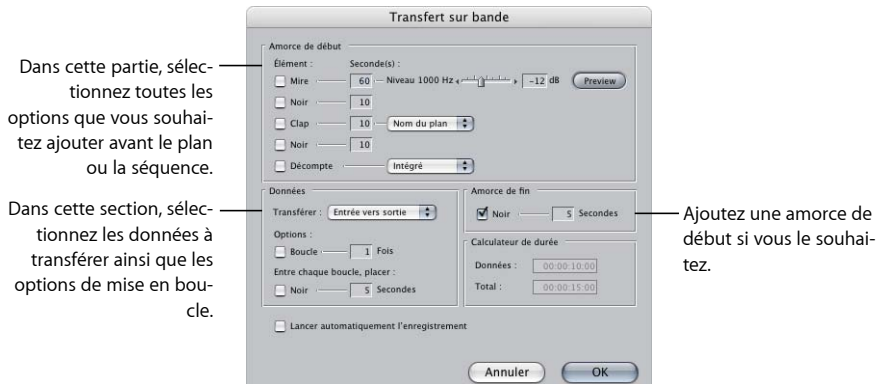 Transfert sur bande
Dans cette partie, sélec-
tionnez toutes les
options que vous souhai-
tez ajouter avant le plan
ou la séquence.
Amorce de début
Élément : Seconde(s) :
Mire 60 Niveau 1000 Hz -12 dB Preview
Noir 10
Clap 10 Nom du plan
Noir 10
Décompte Intégré
Dans cette section, sélec-
tionnez les données à
transférer ainsi que les
options de mise en bou-
cle.
Données
Transférer : Entrée vers sortie
Options :
Boucle 1 Fois
Entre chaque boucle, placer :
Noir 5 Secondes
Amorce de fin
Noir 5 Secondes
Calculateur de durée
Données : 00:00:10:00
Total : 00:00:15:00
Ajoutez une amorce de
début si vous le souhai-
tez.
Lancer automatiquement l'enregistrement
Annuler OK